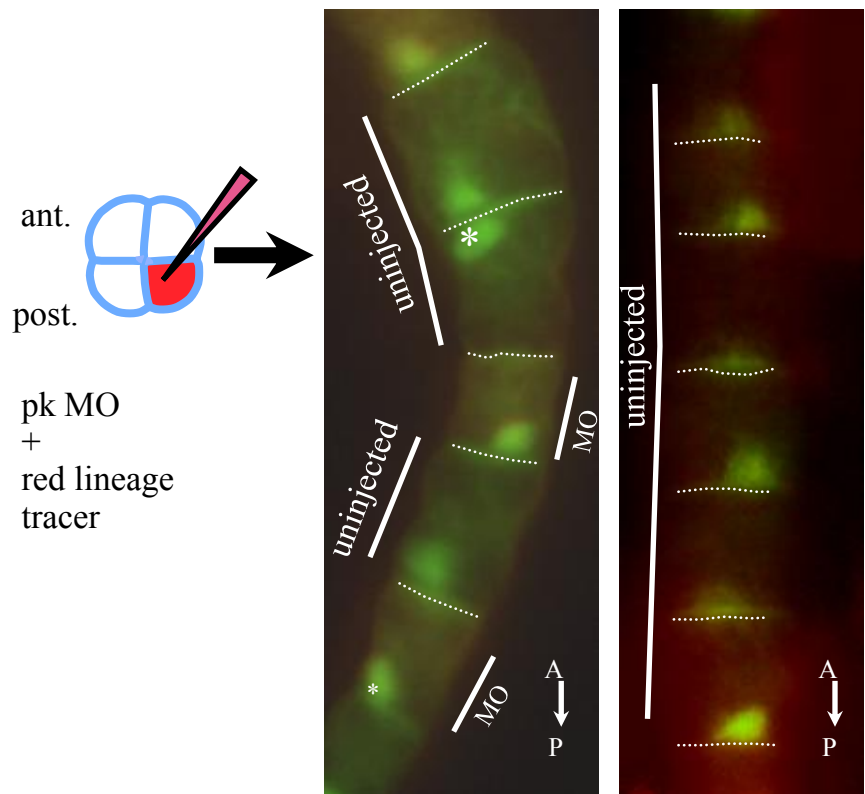 ant.
post.
pk MO
+
red lineage
tracer
uninjected
*
MO
uninjected
*
MO
A
P
uninjected
A
P